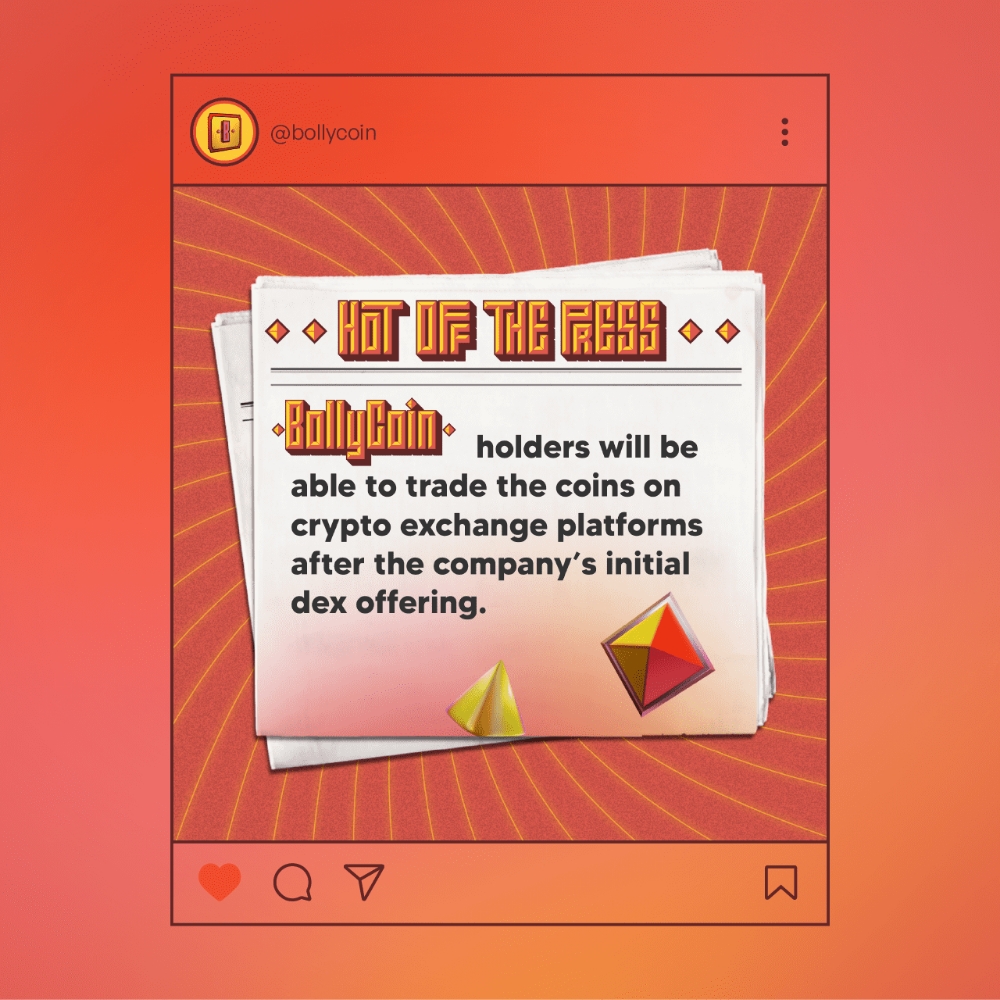 @bollycoin
HOT OFF THE PRESS
BollyCoin holders will be
able to trade the coins on
crypto exchange platforms
after the company’s initial
dex offering.